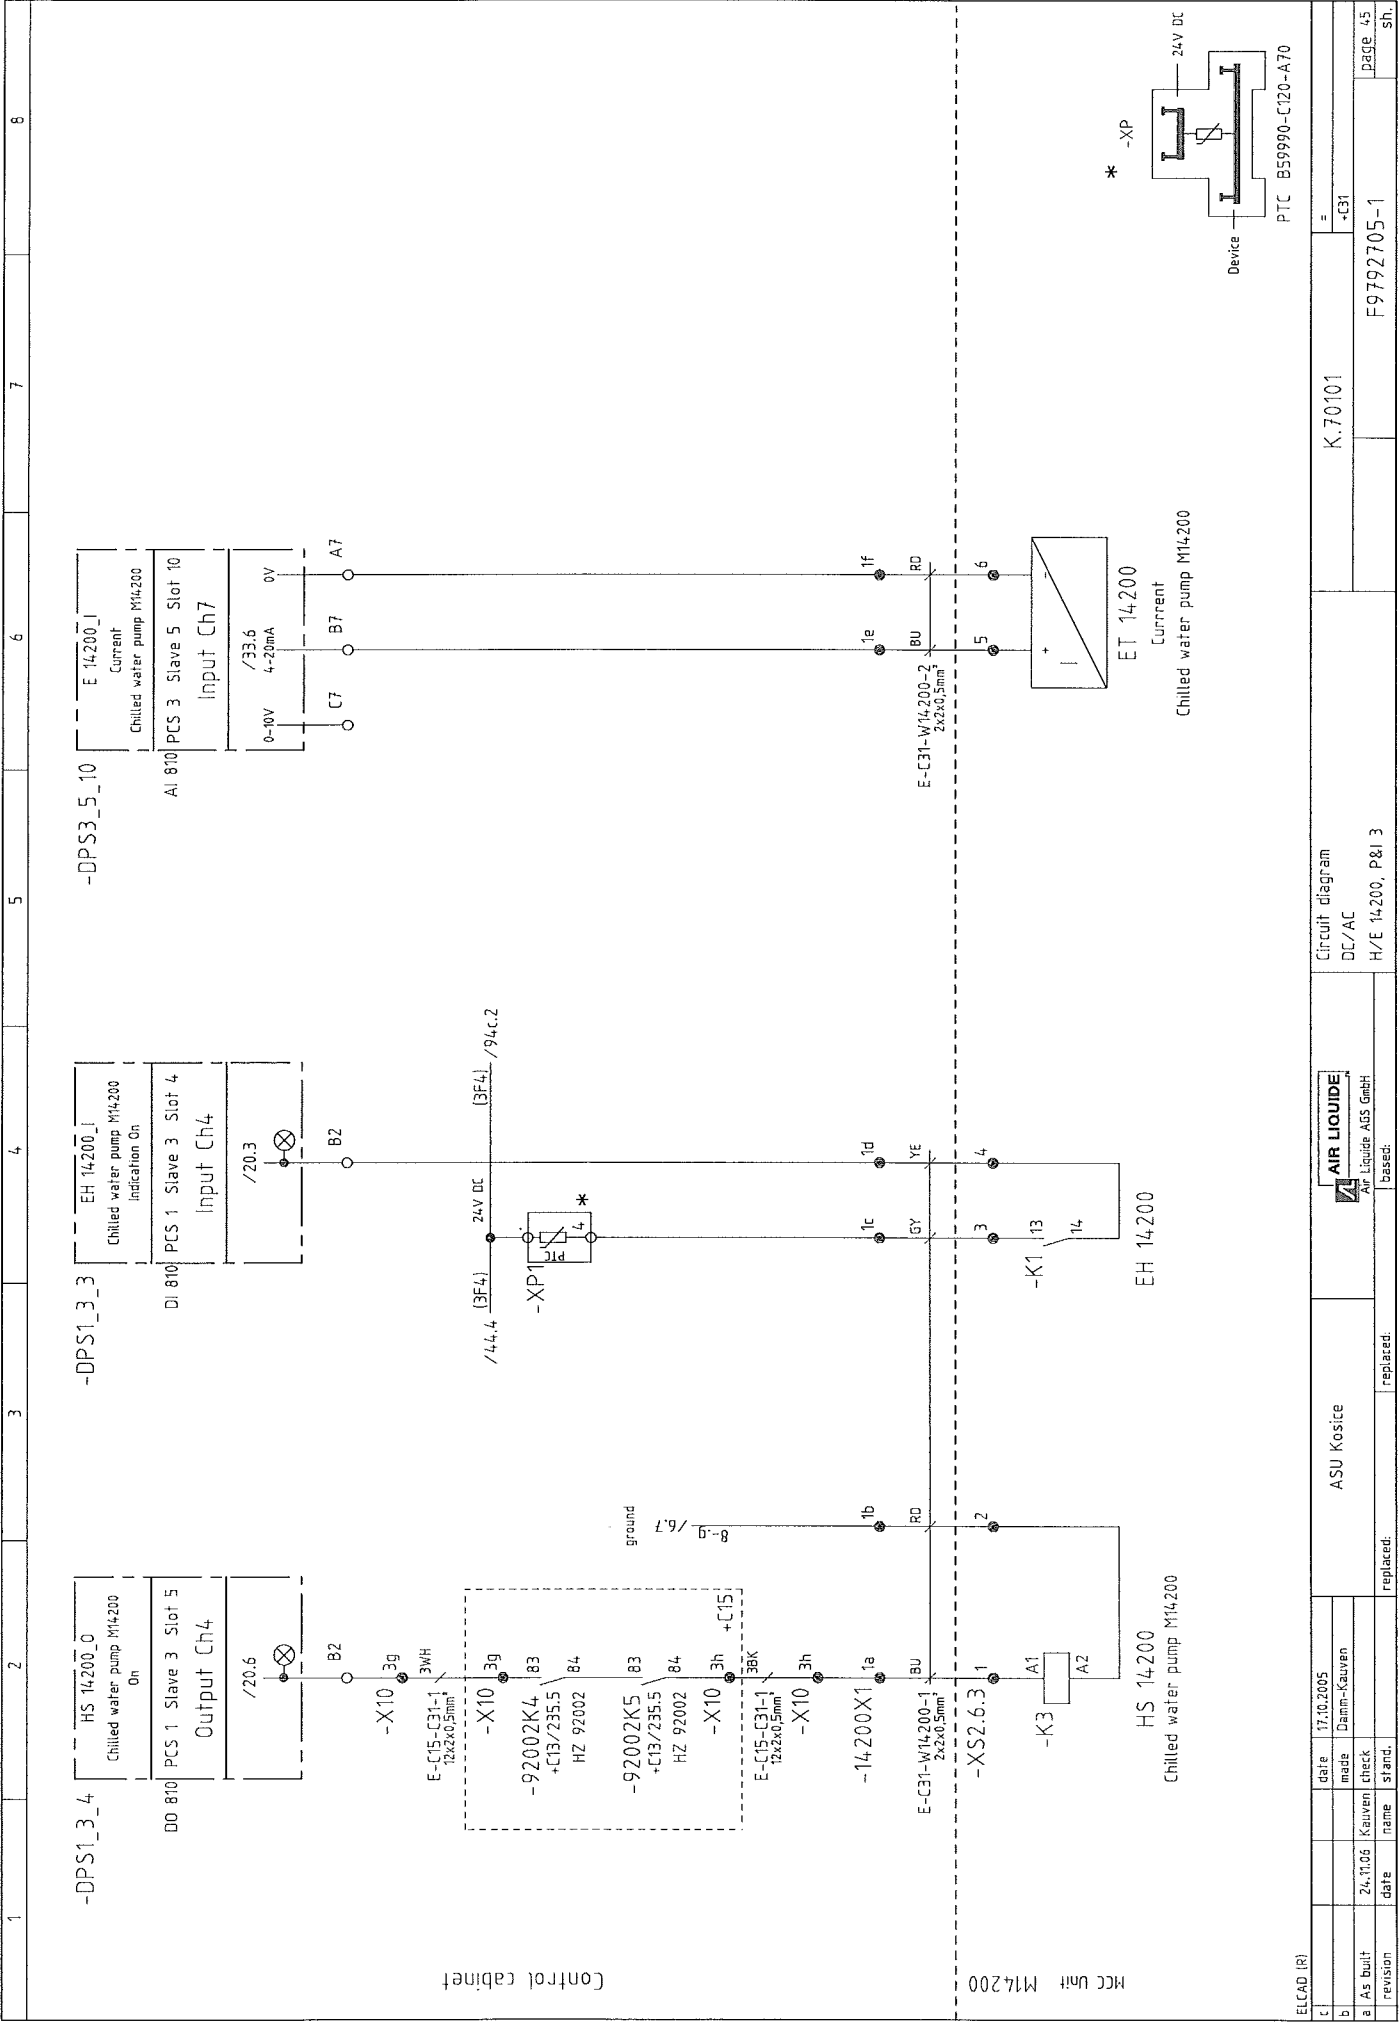 1 2 3 4 5 6 7 8
-DPS1_3_4
HS 14200_O
Chilled water pump M14200
On
DO 810 PCS 1 Slave 3 Slot 5
Output Ch4
/20.6
B2
-X10 3g
3WH
E-C15-C31-1
12x2x0,5mm²
-X10 3g
-92002K4 83
+C13/235.5 84
HZ 92002
-92002K5 83
+C13/235.5 84
HZ 92002
-X10 3h
+C15
3BK
E-C15-C31-1
12x2x0,5mm²
-X10 3h
-14200X1 1a
BU
E-C31-W14200-1
2x2x0,5mm²
-XS2.6.3 1
-K3 A1
A2
HS 14200
Chilled water pump M14200
ground
/6.7
8--.g
1b
RD
2
-DPS1_3_3
EH 14200_I
Chilled water pump M14200
Indication On
DI 810 PCS 1 Slave 3 Slot 4
Input Ch4
/20.3
B2
/44.4 (3F4) 24V DC (3F4) /94c.2
-XP1 PTC 4 *
1c 1d
GY YE
3 4
-K1 13
14
EH 14200
-DPS3_5_10
E 14200_I
Current
Chilled water pump M14200
AI 810 PCS 3 Slave 5 Slot 10
Input Ch7
/33.6
0-10V 4-20mA 0V
C7 B7 A7
1e 1f
BU RD
E-C31-W14200-2
2x2x0,5mm²
5 6
+ -
I
ET 14200
Currrent
Chilled water pump M14200
* -XP
24V DC
Device
PTC B59990-C120-A70
Control cabinet
MCC Unit M14200
ELCAD (R)
c date 17.10.2005
b made Damm-Kauven
a As built 24.11.06 Kauven check
revision date name stand.
ASU Kosice
replaced: replaced:
AIR LIQUIDE
Air Liquide AGS GmbH
based:
Circuit diagram
DC/AC
H/E 14200, P&I 3
K.70101
=
+C31
F9792705-1
page 45
sh.